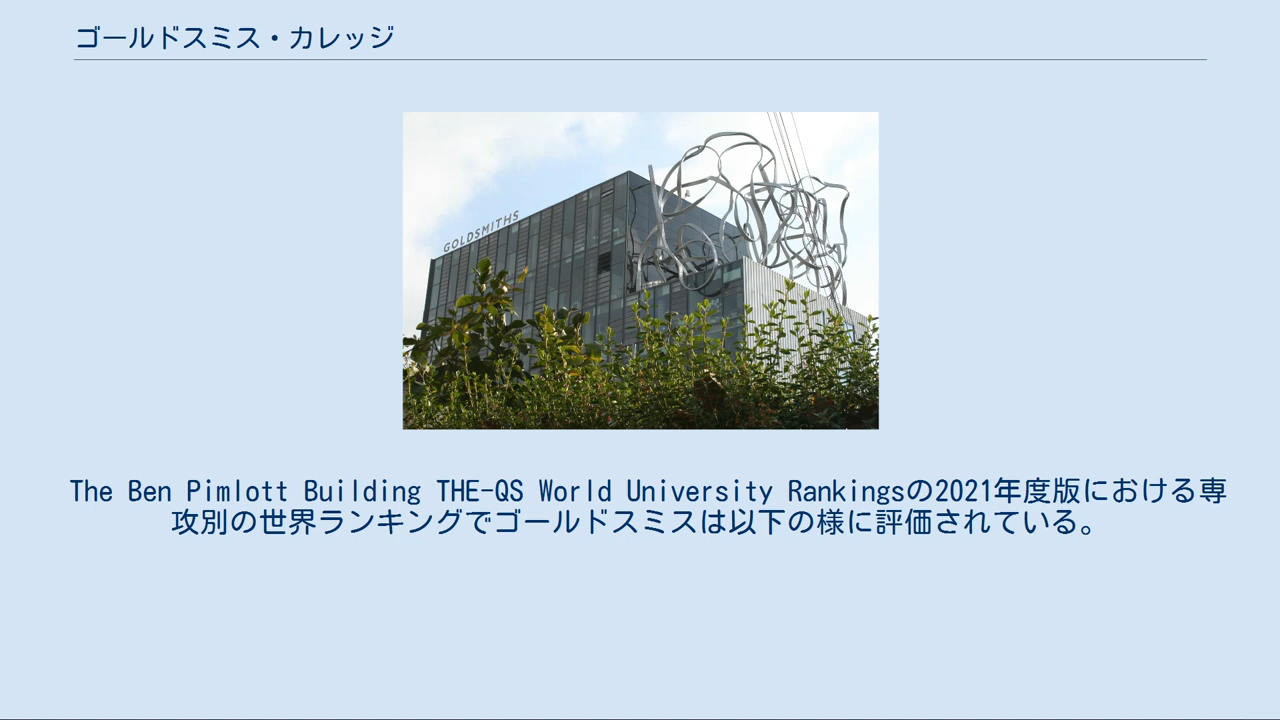 ゴールドスミス・カレッジ
GOLDSMITHS
The Ben Pimlott Building THE-QS World University Rankingsの2021年度版における専
攻別の世界ランキングでゴールドスミスは以下の様に評価されている。